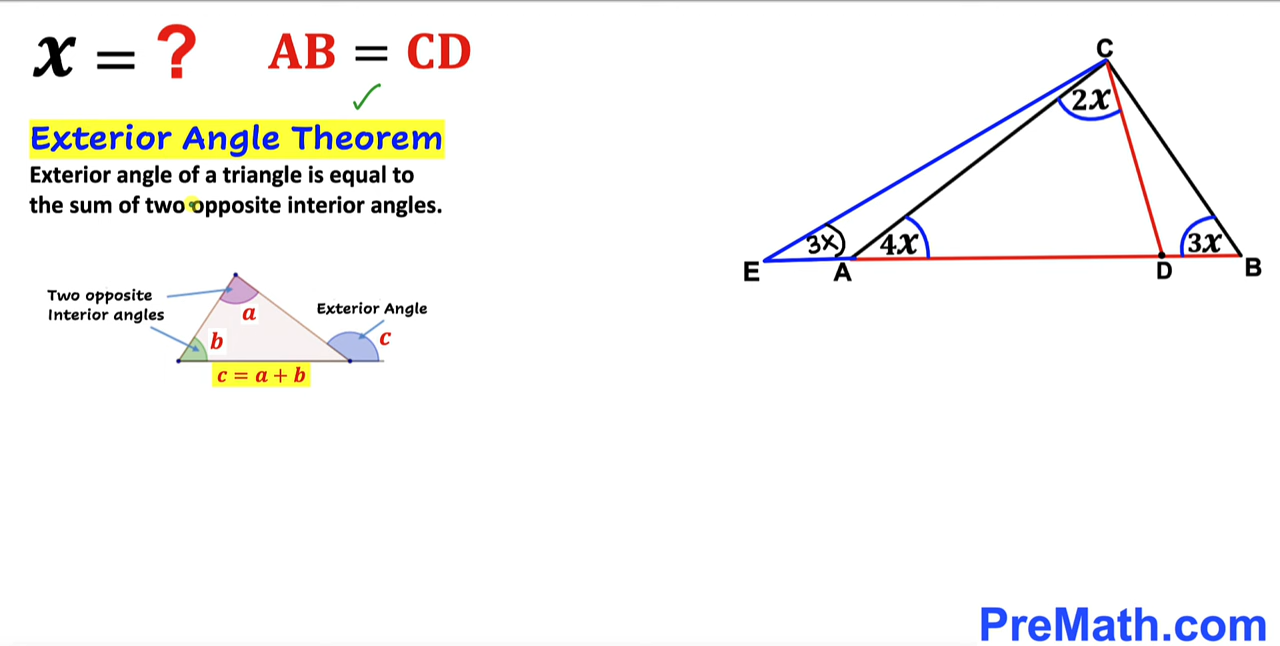 x = ? AB = CD
Exterior Angle Theorem
Exterior angle of a triangle is equal to
the sum of two opposite interior angles.
Two opposite
Interior angles
Exterior Angle
a
b
c
c = a + b
C
2x
3x
4x
3x
E
A
D
B
PreMath.com